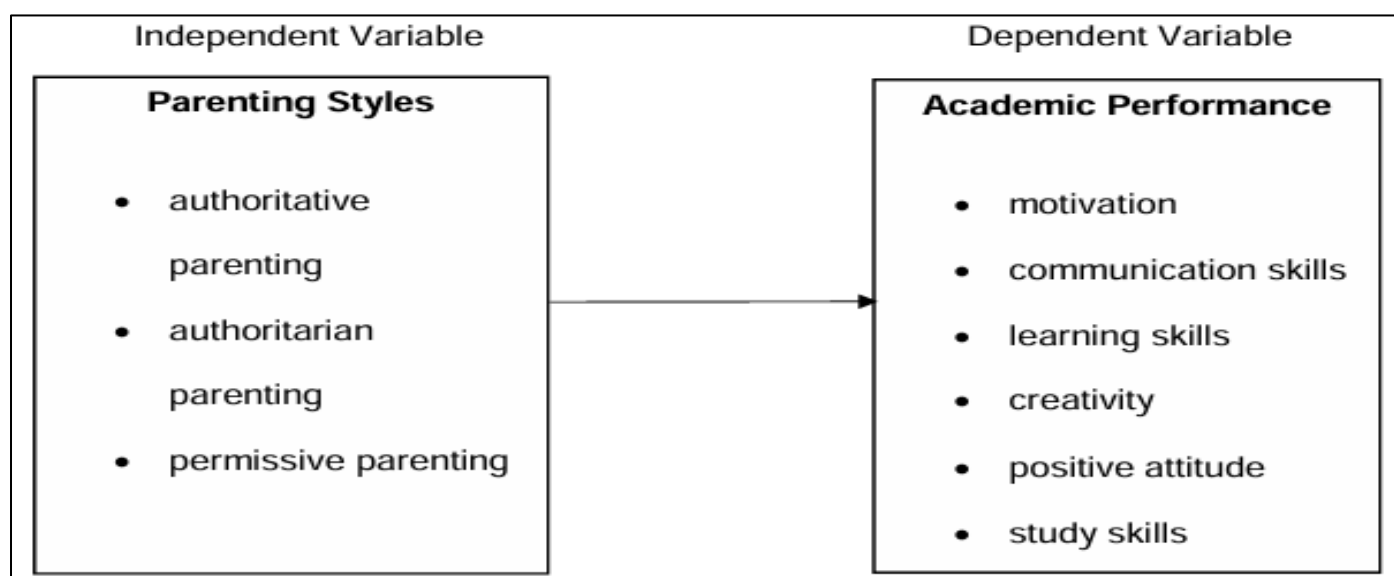 Independent Variable
Dependent Variable
Parenting Styles
• authoritative
parenting
• authoritarian
parenting
• permissive parenting
Academic Performance
• motivation
• communication skills
• learning skills
• creativity
• positive attitude
• study skills